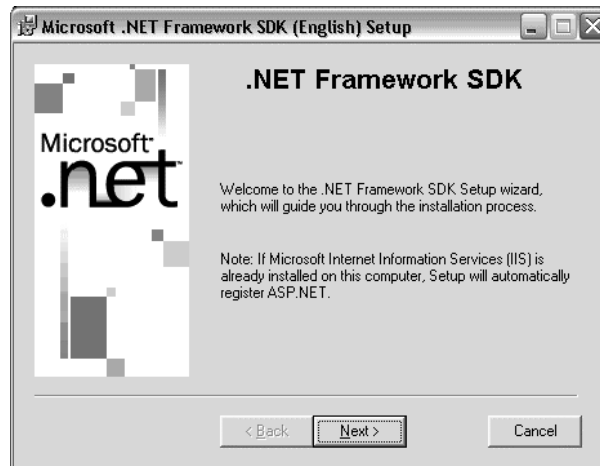 Microsoft .NET Framework SDK (English) Setup
.NET Framework SDK
Microsoft
.net
Welcome to the .NET Framework SDK Setup wizard,
which will guide you through the installation process.
Note: If Microsoft Internet Information Services (IIS) is
already installed on this computer, Setup will automatically
register ASP.NET.
< Back
Next >
Cancel